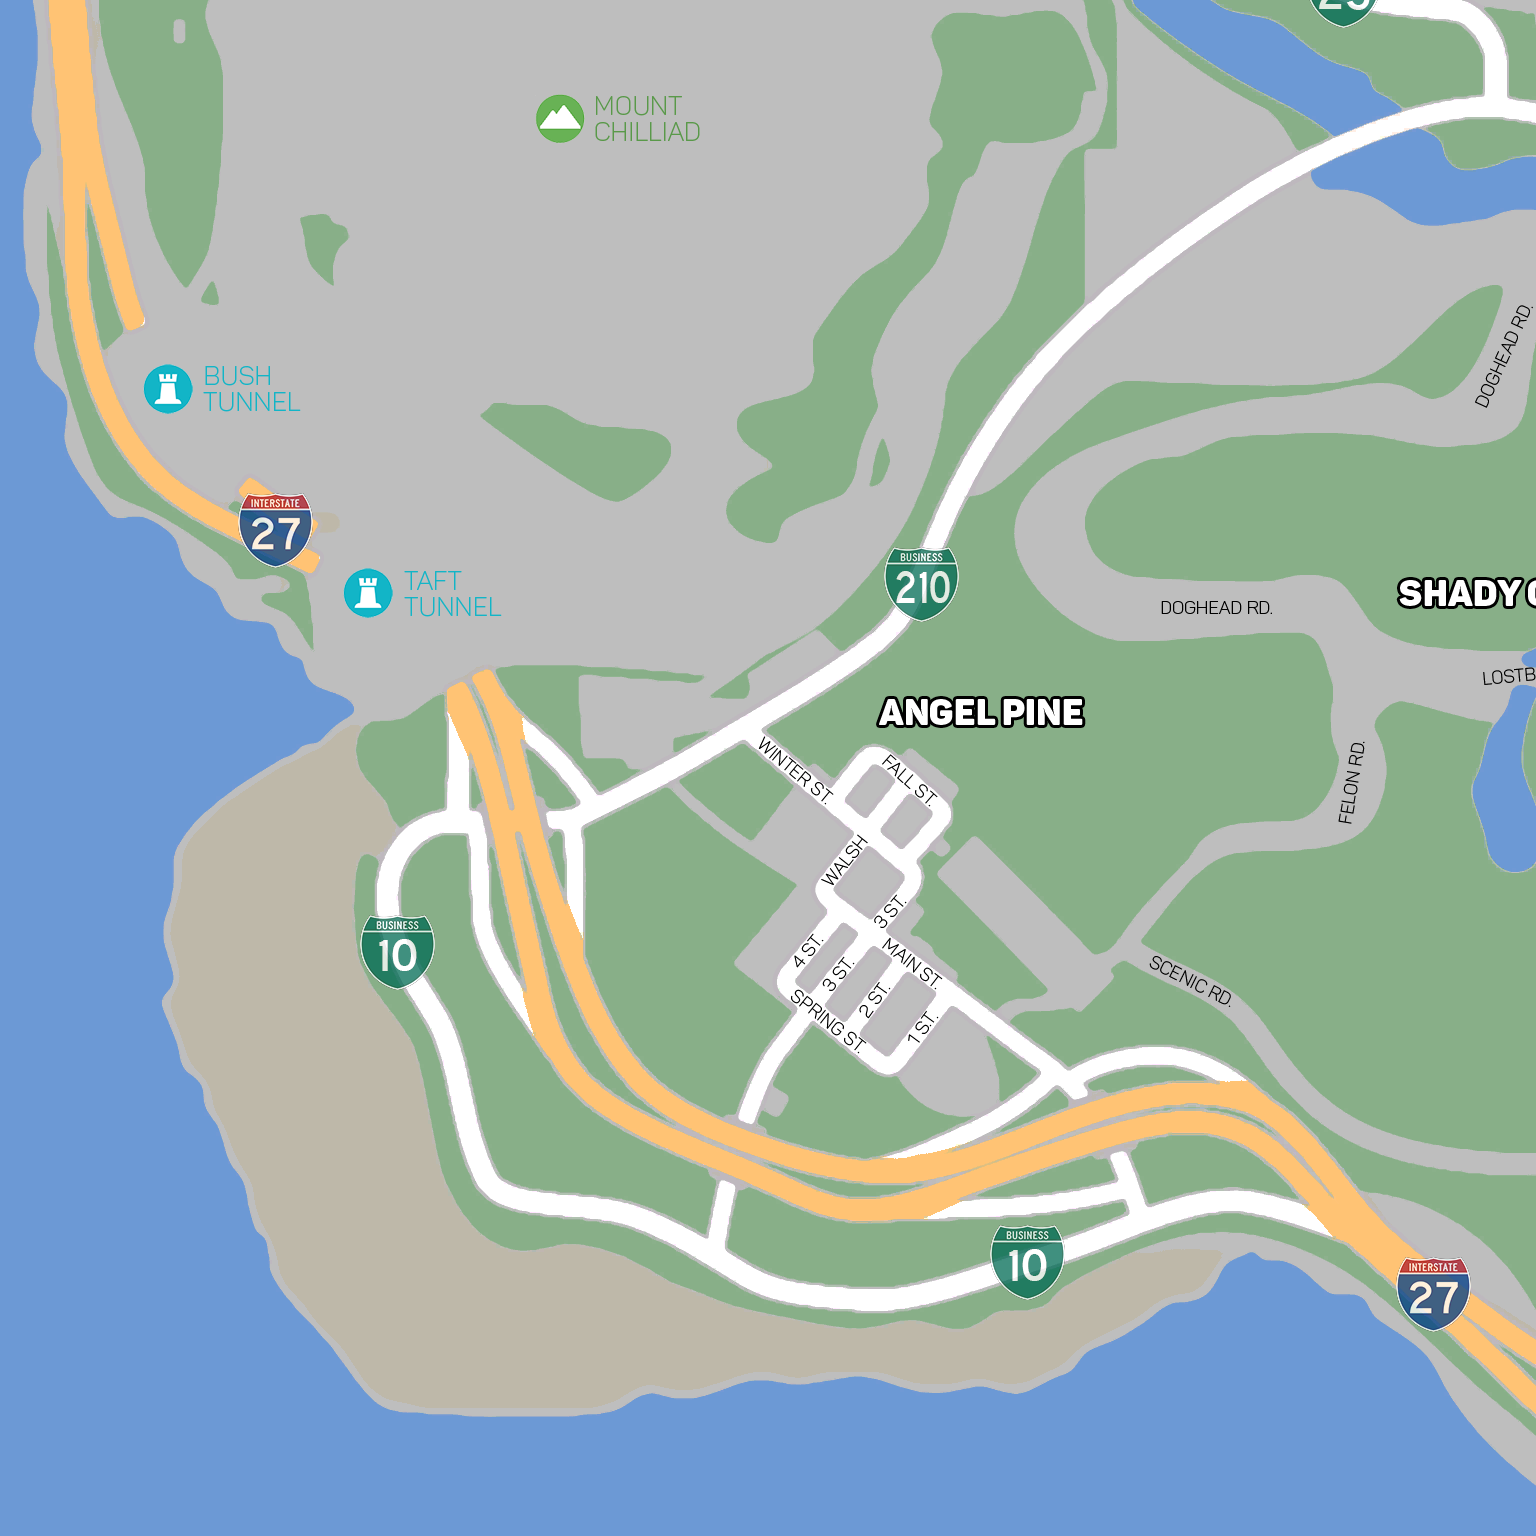 25
MOUNT
CHILLIAD
BUSH
TUNNEL
DOGHEAD RD.
INTERSTATE
27
TAFT
TUNNEL
BUSINESS
210
DOGHEAD RD.
SHADY
LOSTB
ANGEL PINE
WINTER ST.
FALL ST.
FELON RD.
WALSH
3 ST.
BUSINESS
10
4 ST.
3 ST.
MAIN ST.
2 ST.
1 ST.
SPRING ST.
SCENIC RD.
BUSINESS
10
INTERSTATE
27